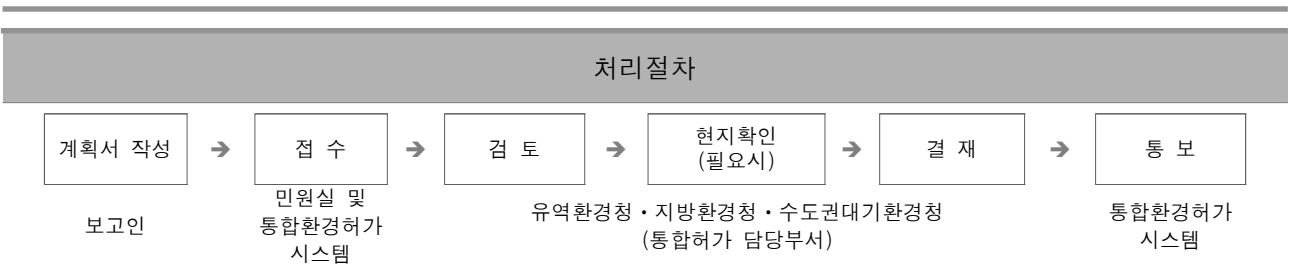 처리절차
계획서 작성 ➔ 접 수 ➔ 검 토 ➔ 현지확인 ➔ 결 재 ➔ 통 보
(필요시)
보고인
민원실 및
통합환경허가
시스템
유역환경청・지방환경청・수도권대기환경청
(통합허가 담당부서)
통합환경허가
시스템